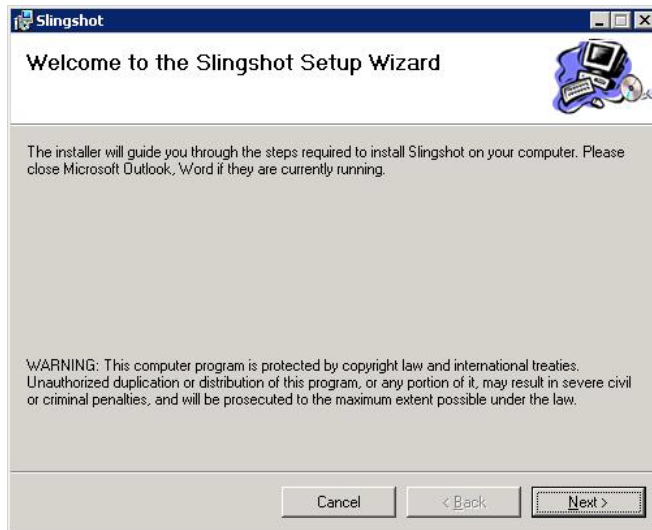 Slingshot
Welcome to the Slingshot Setup Wizard
The installer will guide you through the steps required to install Slingshot on your computer. Please
close Microsoft Outlook, Word if they are currently running.
WARNING: This computer program is protected by copyright law and international treaties.
Unauthorized duplication or distribution of this program, or any portion of it, may result in severe civil
or criminal penalties, and will be prosecuted to the maximum extent possible under the law.
Cancel < Back Next >